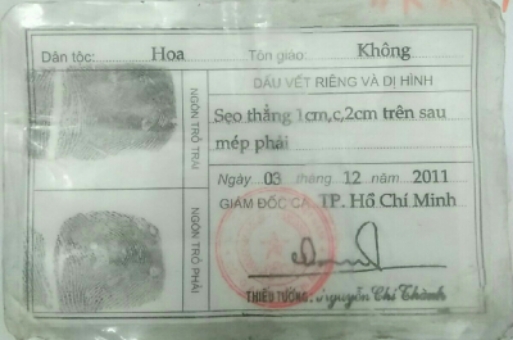 Dân tộc: Hoa Tôn giáo: Không
NGÓN TRỎ TRÁI
DẤU VẾT RIÊNG VÀ DỊ HÌNH
Sẹo thẳng 1cm,c,2cm trên sau
mép phải
NGÓN TRỎ PHẢI
Ngày 03 tháng 12 năm 2011
GIÁM ĐỐC CA. TP. Hồ Chí Minh
THIẾU TƯỚNG: Nguyễn Chí Thành